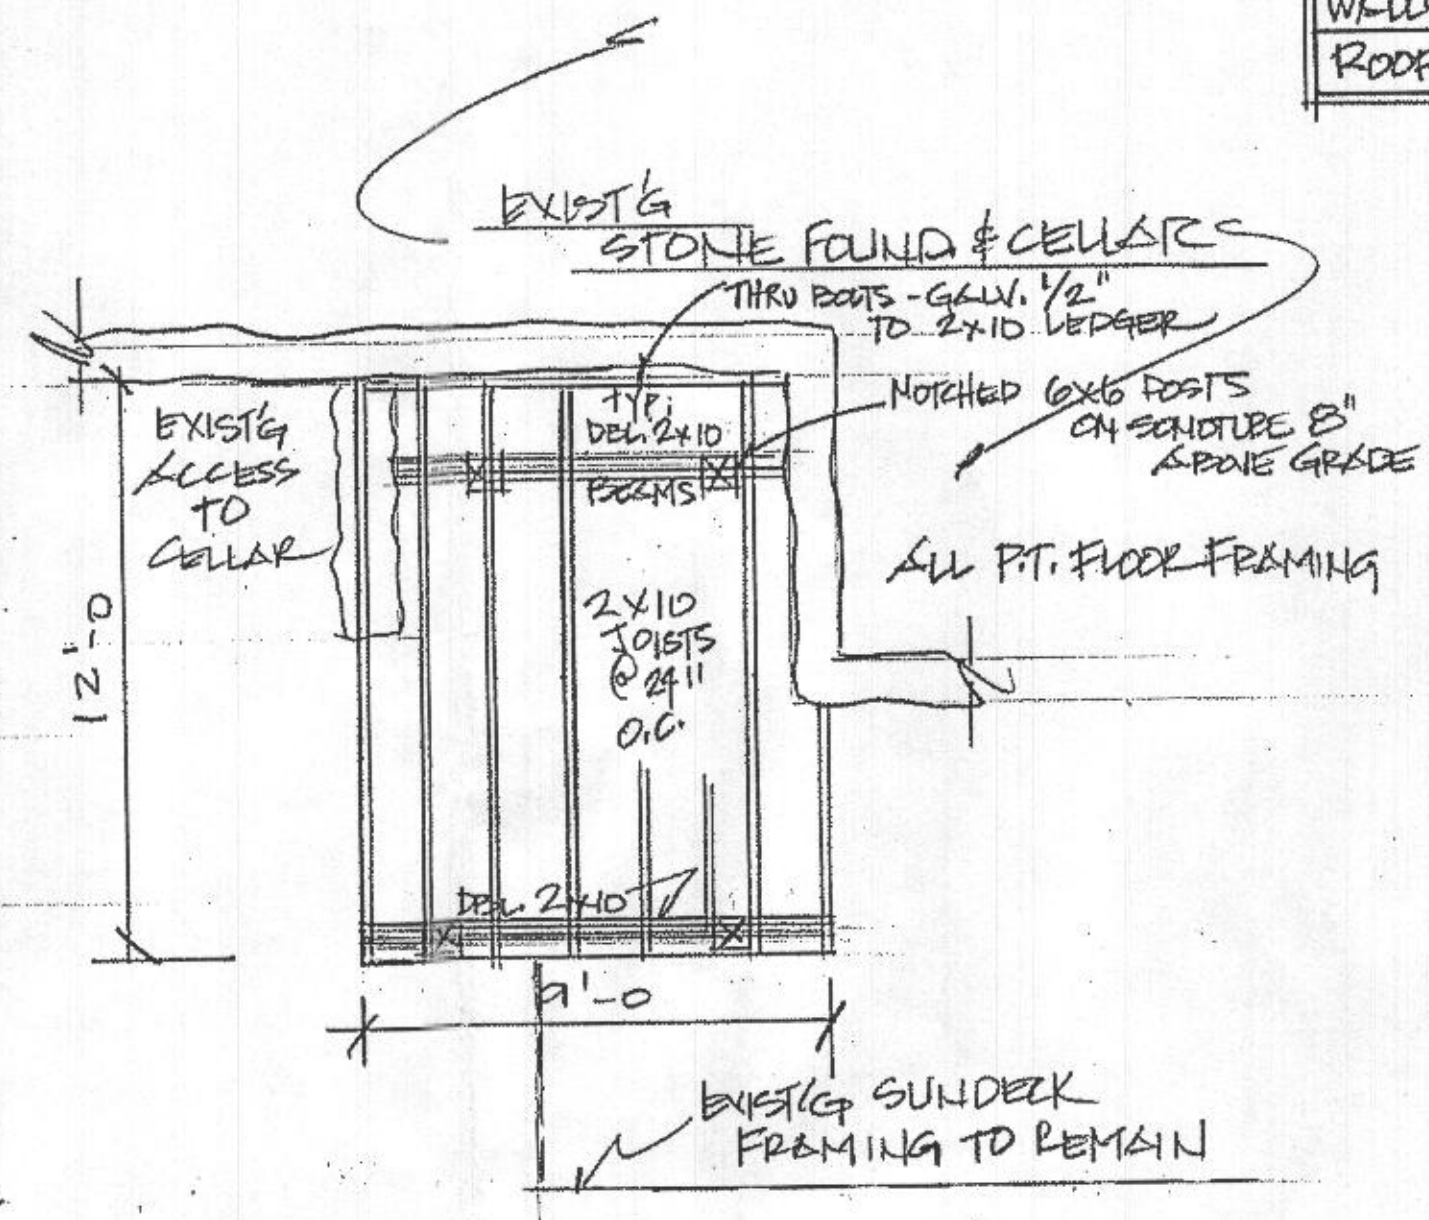 ROOF
EXIST'G
STONE FOUND. & CELLAR
THRU BOLTS - GALV. 1/2"
TO 2x10 LEDGER
NOTCHED 6x6 POSTS
ON SONOTUBE 8"
ABOVE GRADE
TYP.
DBL. 2x10
BEAMS
EXIST'G
ACCESS
TO
CELLAR
ALL P.T. FLOOR FRAMING
2x10
JOISTS
@ 24"
O.C.
12'-0
DBL. 2x10
9'-0
EXIST'G SUNDECK
FRAMING TO REMAIN